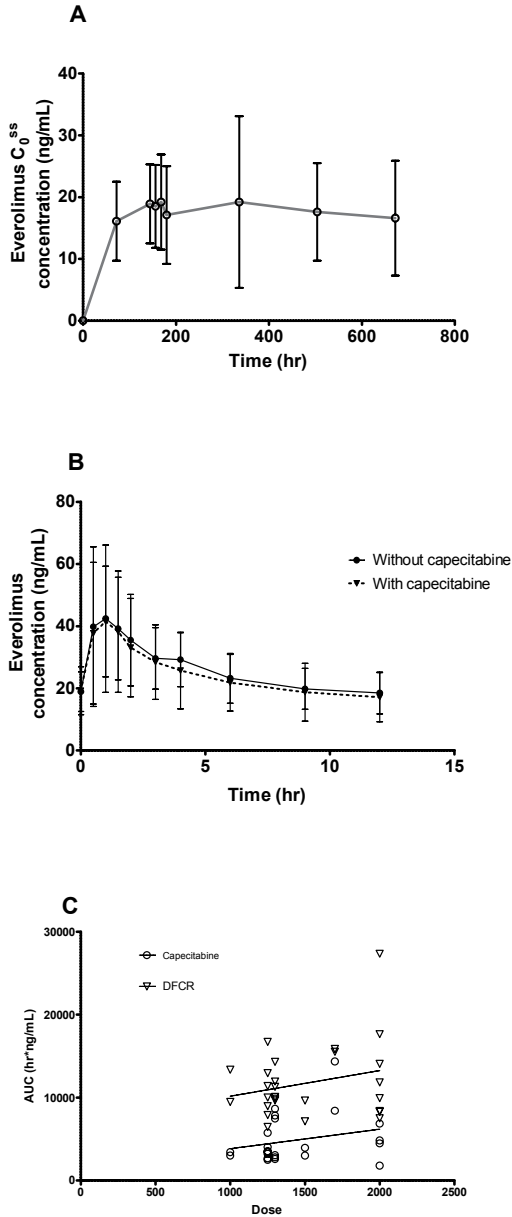 A
Everolimus C₀ˢˢ
concentration (ng/mL)
40
30
20
10
0
0 200 400 600 800
Time (hr)
B
Everolimus
concentration (ng/mL)
80
60
40
20
0
Without capecitabine
With capecitabine
0 5 10 15
Time (hr)
C
AUC (hr*ng/mL)
30000
20000
10000
0
Capecitabine
DFCR
0 500 1000 1500 2000 2500
Dose